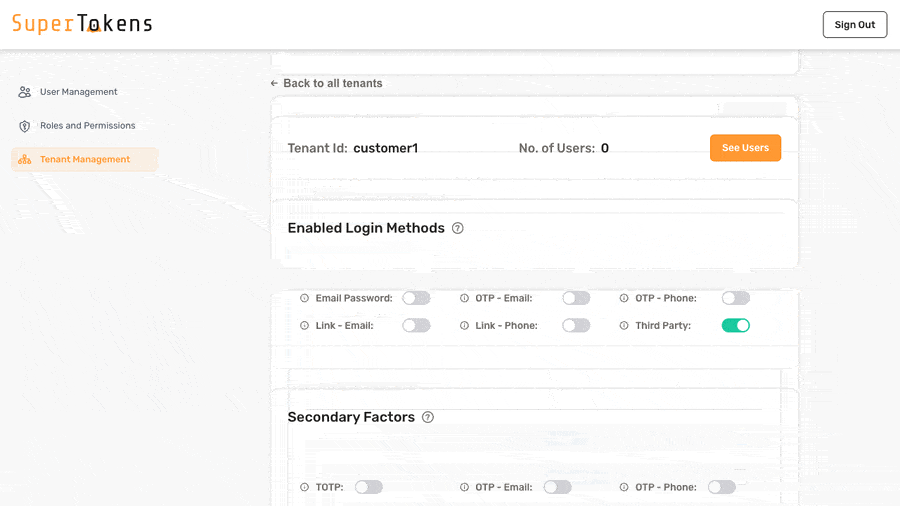 SuperTokens
Sign Out
User Management
Roles and Permissions
Tenant Management
← Back to all tenants
Tenant Id: customer1 No. of Users: 0 See Users
Enabled Login Methods
Email Password: OTP - Email: OTP - Phone:
Link - Email: Link - Phone: Third Party:
Secondary Factors
TOTP: OTP - Email: OTP - Phone: